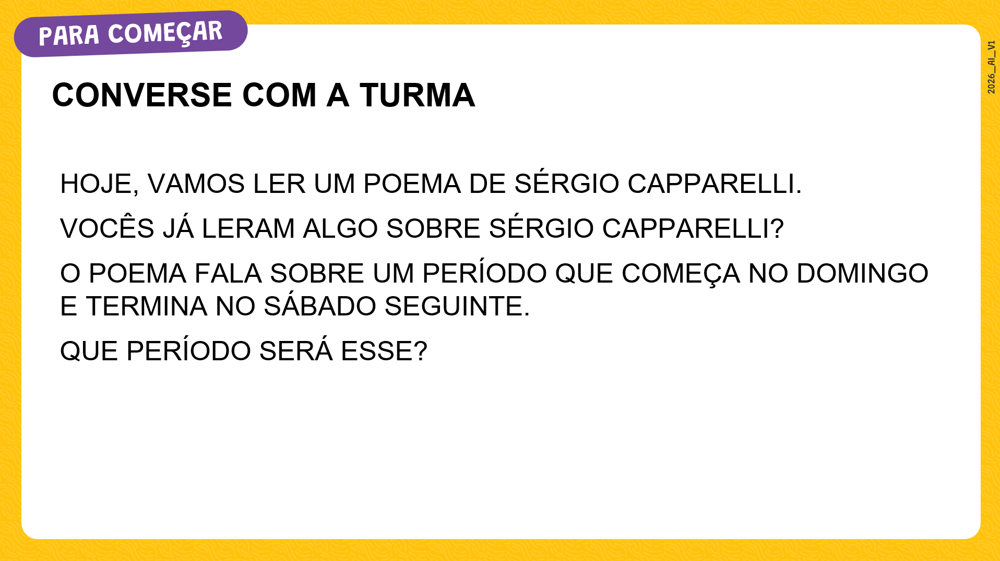 PARA COMEÇAR
2026_AI_V1
CONVERSE COM A TURMA
HOJE, VAMOS LER UM POEMA DE SÉRGIO CAPPARELLI.
VOCÊS JÁ LERAM ALGO SOBRE SÉRGIO CAPPARELLI?
O POEMA FALA SOBRE UM PERÍODO QUE COMEÇA NO DOMINGO
E TERMINA NO SÁBADO SEGUINTE.
QUE PERÍODO SERÁ ESSE?